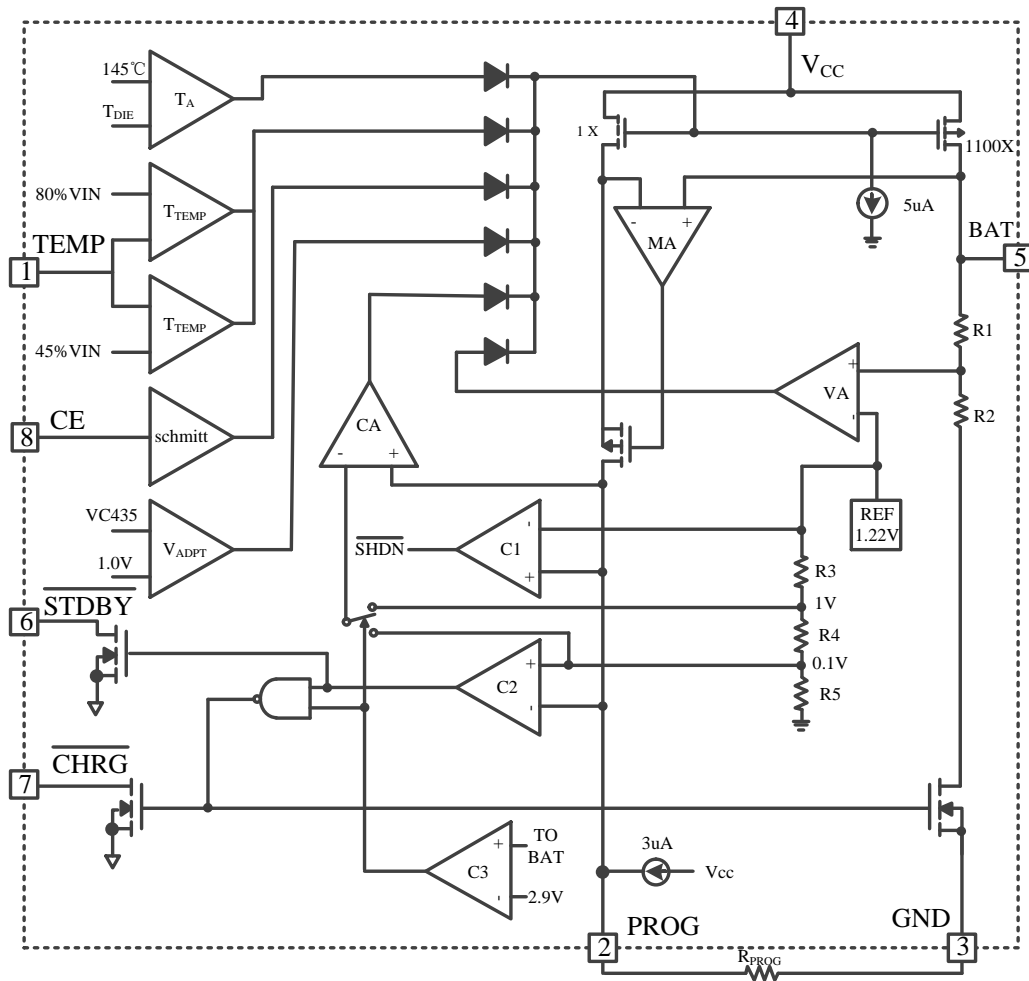 4
VCC
145℃
TDIE
TA
1 X
1100X
80%VIN
TTEMP
5uA
TEMP
1
- +
MA
BAT
5
TTEMP
45%VIN
R1
CE
8
schmitt
CA
- +
+
VA
-
R2
VC435
VADPT
1.0V
REF
1.22V
SHDN
-
C1
+
R3
STDBY
6
1V
R4
0.1V
+
C2
-
R5
CHRG
7
3uA
Vcc
+
C3
-
TO
BAT
2.9V
PROG
2
GND
3
RPROG